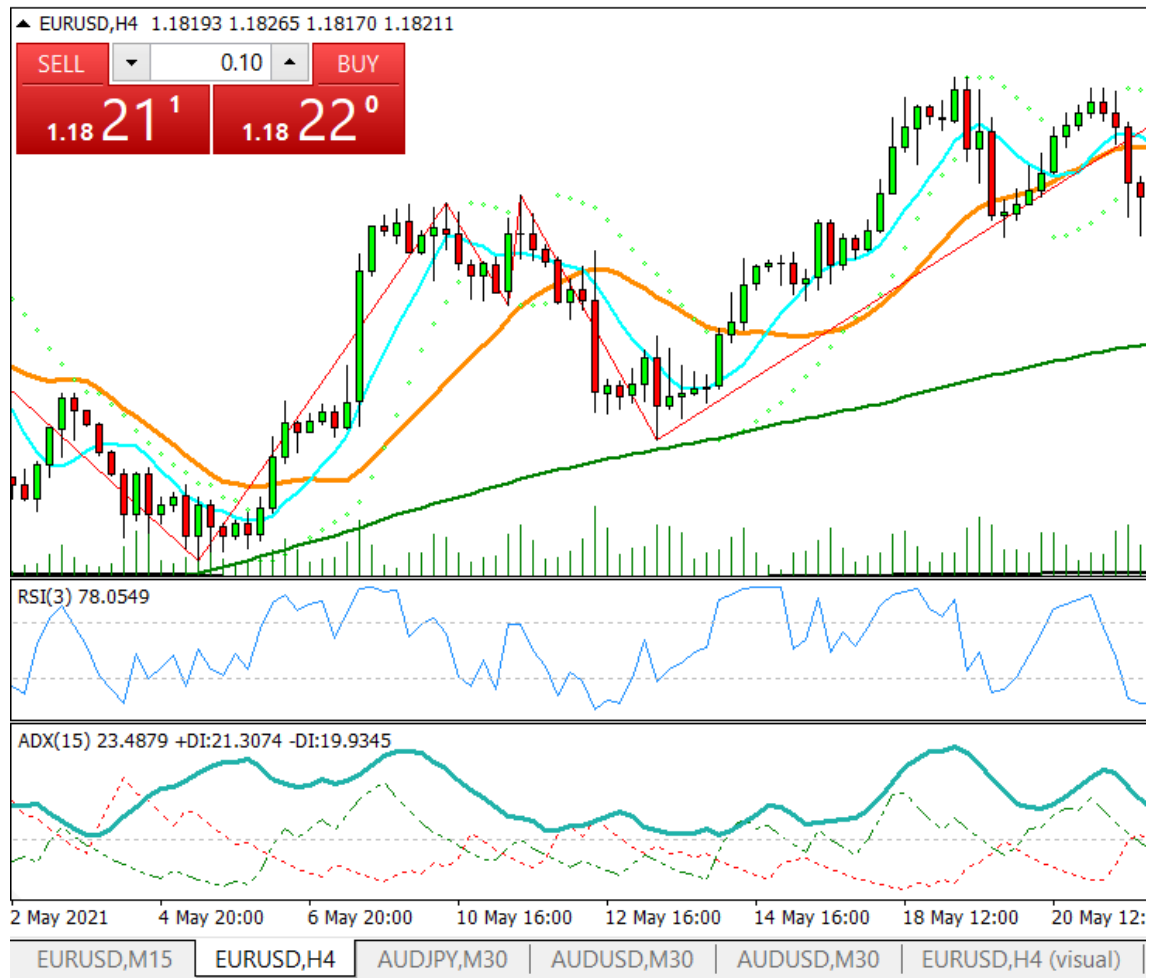 EURUSD,H4 1.18193 1.18265 1.18170 1.18211
SELL 0.10 BUY
1.18 21 1 1.18 22 0
RSI(3) 78.0549
ADX(15) 23.4879 +DI:21.3074 -DI:19.9345
2 May 2021 4 May 20:00 6 May 20:00 10 May 16:00 12 May 16:00 14 May 16:00 18 May 12:00 20 May 12:
EURUSD,M15 EURUSD,H4 AUDJPY,M30 AUDUSD,M30 AUDUSD,M30 EURUSD,H4 (visual)